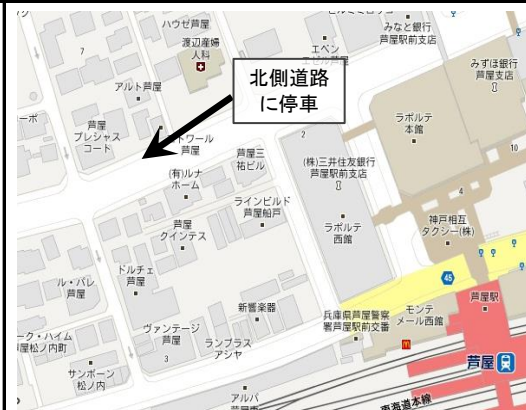 ハウゼ芦屋
渡辺産婦
人科
みなと銀行
芦屋駅前支店
みずほ銀行
芦屋支店
エベン
アルト芦屋
北側道路
に停車
ラポルテ
本館
芦屋
プレシャス
コート
トワール
芦屋
2
芦屋三
祐ビル
(株)三井住友銀行
芦屋駅前支店
10
(有)ルナ
ホーム
4
ラインビルド
芦屋船戸
芦屋
クインテス
ラポルテ
西館
神戸相互
タクシー(株)
ドルチェ
芦屋
45
ル・パレ
芦屋
芦屋駅
新響楽器
兵庫県芦屋警察
署芦屋駅前交番
モンテ
メール西館
ヴァンテージ
芦屋
ランプラス
アシヤ
ーク・ハイム
屋松ノ内町
3
芦屋
サンボーン
松ノ内
アルパ
東海道本線
7